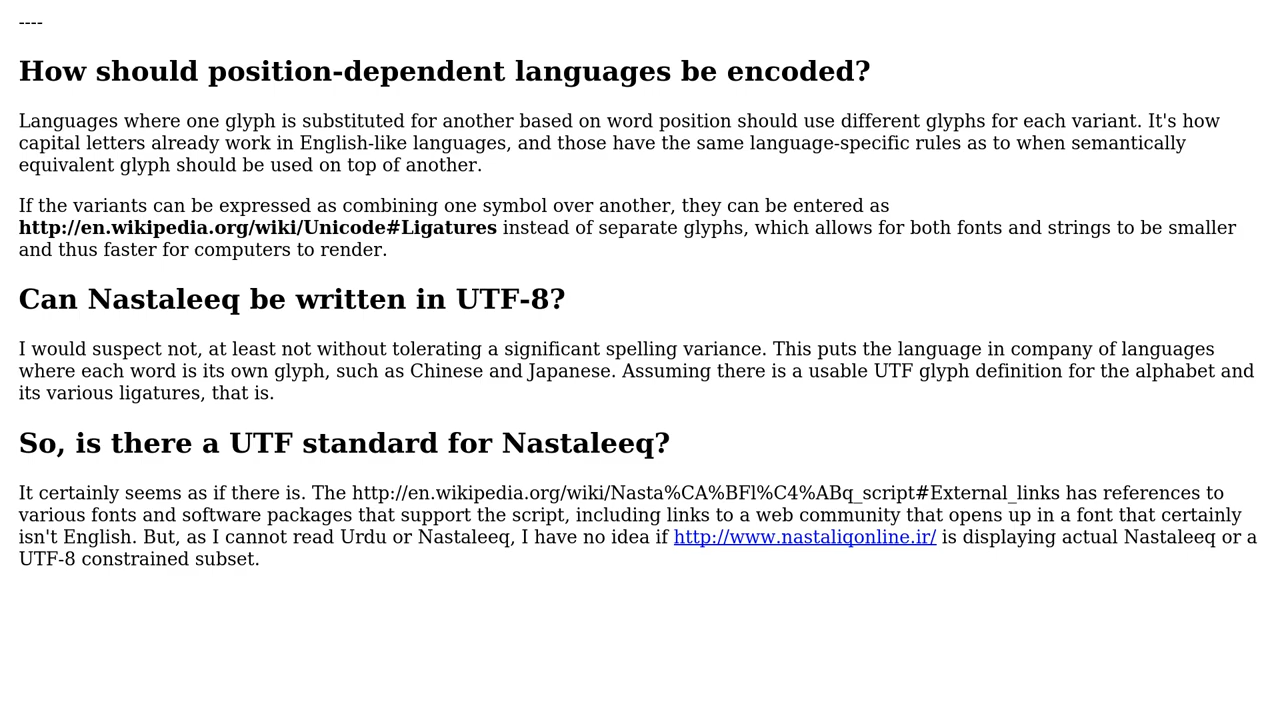 ----
How should position-dependent languages be encoded?
Languages where one glyph is substituted for another based on word position should use different glyphs for each variant. It's how
capital letters already work in English-like languages, and those have the same language-specific rules as to when semantically
equivalent glyph should be used on top of another.
If the variants can be expressed as combining one symbol over another, they can be entered as
http://en.wikipedia.org/wiki/Unicode#Ligatures instead of separate glyphs, which allows for both fonts and strings to be smaller
and thus faster for computers to render.
Can Nastaleeq be written in UTF-8?
I would suspect not, at least not without tolerating a significant spelling variance. This puts the language in company of languages
where each word is its own glyph, such as Chinese and Japanese. Assuming there is a usable UTF glyph definition for the alphabet and
its various ligatures, that is.
So, is there a UTF standard for Nastaleeq?
It certainly seems as if there is. The http://en.wikipedia.org/wiki/Nasta%CA%BFl%C4%ABq_script#External_links has references to
various fonts and software packages that support the script, including links to a web community that opens up in a font that certainly
isn't English. But, as I cannot read Urdu or Nastaleeq, I have no idea if http://www.nastaliqonline.ir/ is displaying actual Nastaleeq or a
UTF-8 constrained subset.